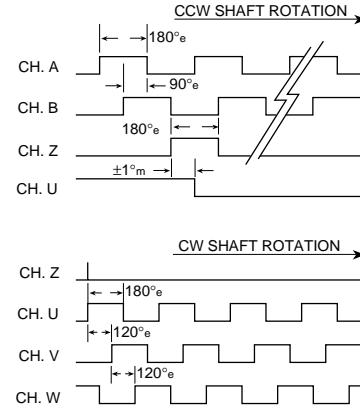 CCW SHAFT ROTATION
180°e
CH. A
90°e
CH. B
180°e
CH. Z
±1°m
CH. U
CW SHAFT ROTATION
CH. Z
180°e
CH. U
120°e
CH. V
120°e
CH. W